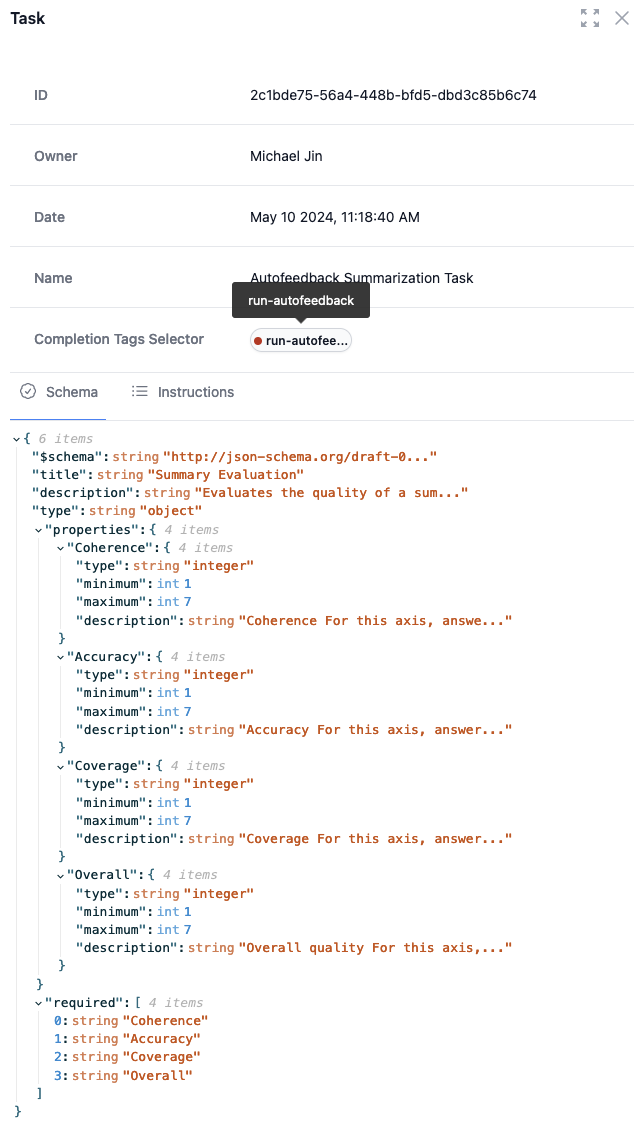 Task
ID 2c1bde75-56a4-448b-bfd5-dbd3c85b6c74
Owner Michael Jin
Date May 10 2024, 11:18:40 AM
Name Autofeedback Summarization Task
run-autofeedback
Completion Tags Selector run-autofee...
Schema Instructions
{ 6 items
"$schema": string "http://json-schema.org/draft-0..."
"title": string "Summary Evaluation"
"description": string "Evaluates the quality of a sum..."
"type": string "object"
"properties": { 4 items
"Coherence": { 4 items
"type": string "integer"
"minimum": int 1
"maximum": int 7
"description": string "Coherence For this axis, answe..."
}
"Accuracy": { 4 items
"type": string "integer"
"minimum": int 1
"maximum": int 7
"description": string "Accuracy For this axis, answer..."
}
"Coverage": { 4 items
"type": string "integer"
"minimum": int 1
"maximum": int 7
"description": string "Coverage For this axis, answer..."
}
"Overall": { 4 items
"type": string "integer"
"minimum": int 1
"maximum": int 7
"description": string "Overall quality For this axis,..."
}
}
"required": [ 4 items
0: string "Coherence"
1: string "Accuracy"
2: string "Coverage"
3: string "Overall"
]
}